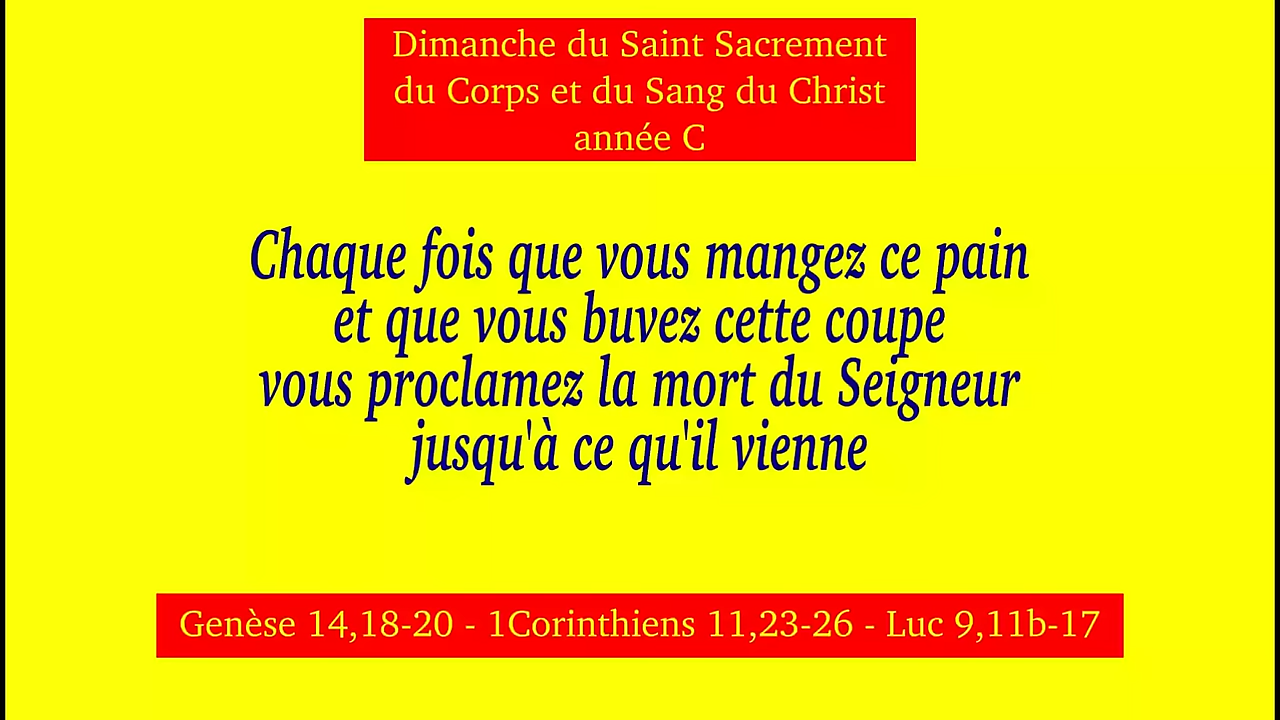 Dimanche du Saint Sacrement
du Corps et du Sang du Christ
année C
Chaque fois que vous mangez ce pain
et que vous buvez cette coupe
vous proclamez la mort du Seigneur
jusqu'à ce qu'il vienne
Genèse 14,18-20 - 1Corinthiens 11,23-26 - Luc 9,11b-17